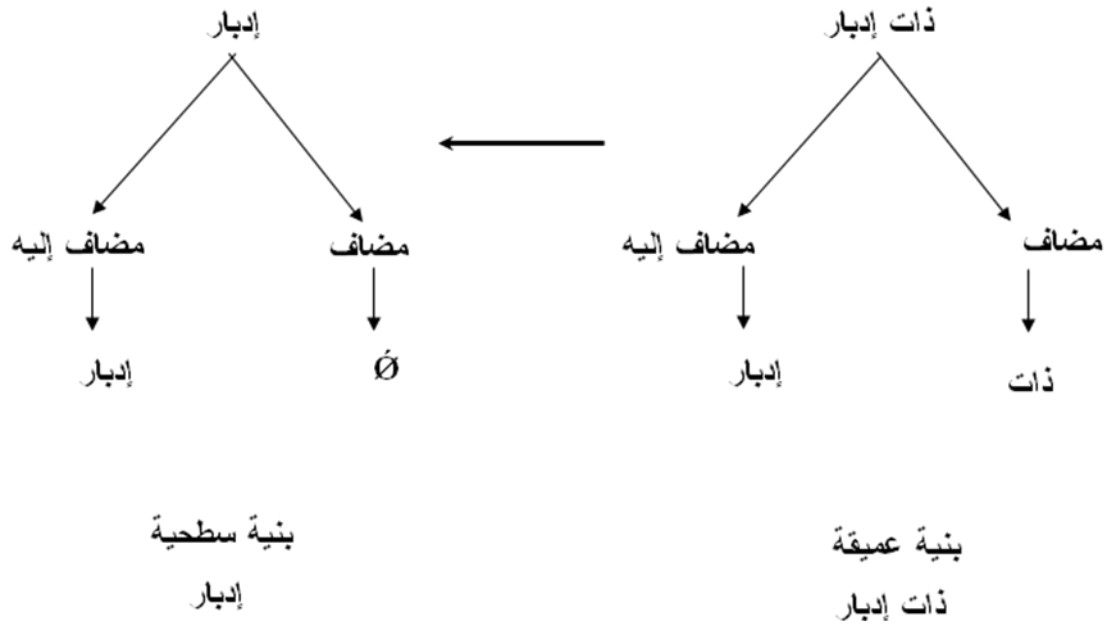 ذات إدبار
إدبار
مضاف
مضاف إليه
مضاف
مضاف إليه
ذات
إدبار
Ǿ
إدبار
بنية عميقة
بنية سطحية
ذات إدبار
إدبار